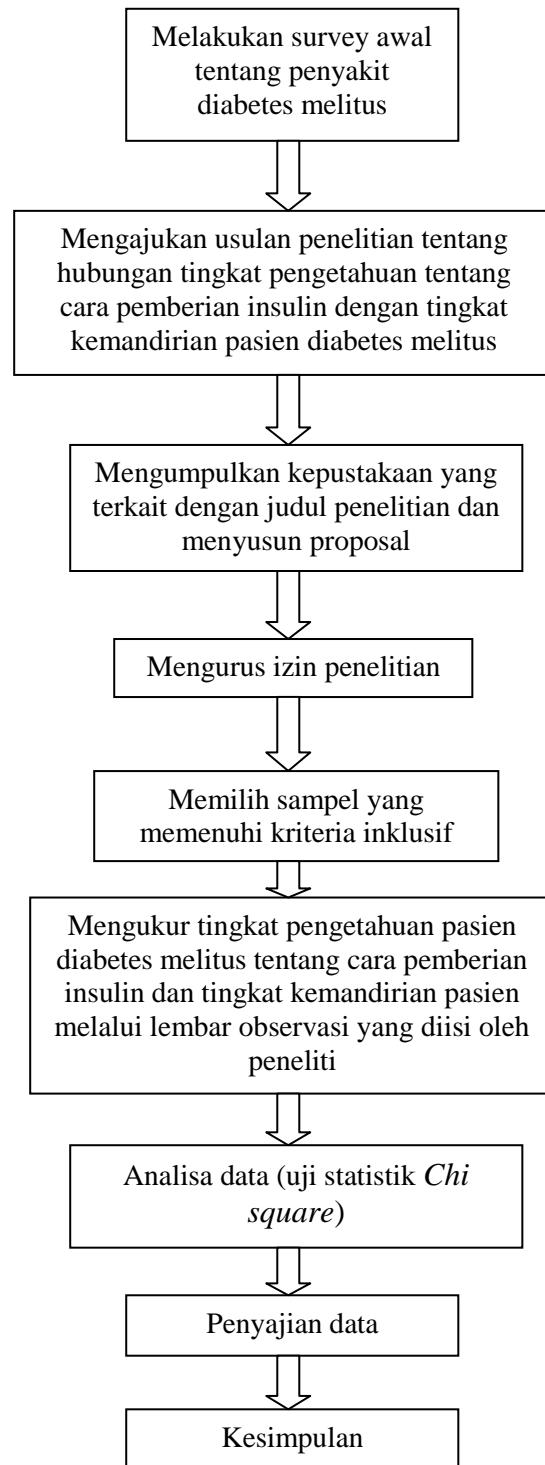 Melakukan survey awal
tentang penyakit
diabetes melitus
Mengajukan usulan penelitian tentang
hubungan tingkat pengetahuan tentang
cara pemberian insulin dengan tingkat
kemandirian pasien diabetes melitus
Mengumpulkan kepustakaan yang
terkait dengan judul penelitian dan
menyusun proposal
Mengurus izin penelitian
Memilih sampel yang
memenuhi kriteria inklusif
Mengukur tingkat pengetahuan pasien
diabetes melitus tentang cara pemberian
insulin dan tingkat kemandirian pasien
melalui lembar observasi yang diisi oleh
peneliti
Analisa data (uji statistik Chi
square)
Penyajian data
Kesimpulan